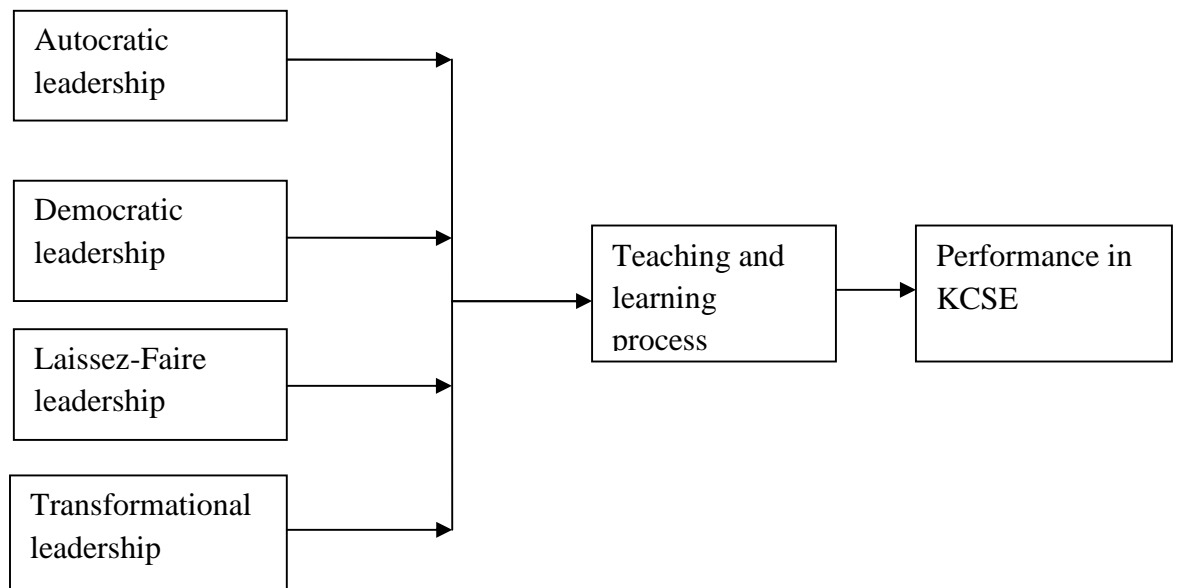 Autocratic
leadership
Democratic
leadership
Laissez-Faire
leadership
Transformational
leadership
Teaching and
learning
process
Performance in
KCSE